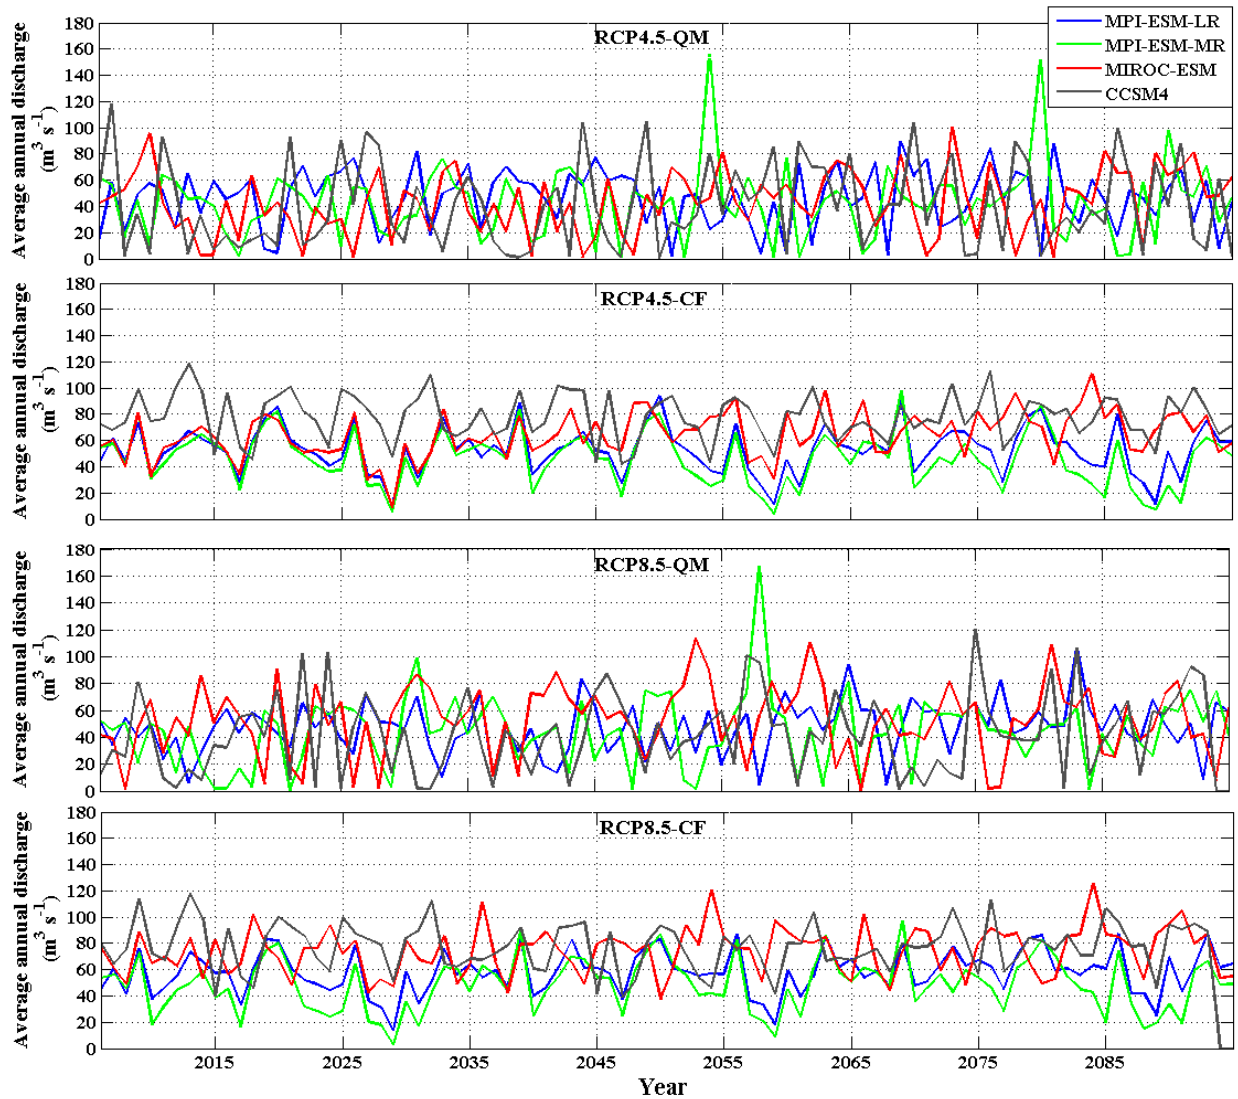 180
160
140
120
100
80
60
40
20
0
Average annual discharge
(m³ s⁻¹)
RCP4.5-QM
MPI-ESM-LR
MPI-ESM-MR
MIROC-ESM
CCSM4
180
160
140
120
100
80
60
40
20
0
Average annual discharge
(m³ s⁻¹)
RCP4.5-CF
180
160
140
120
100
80
60
40
20
0
Average annual discharge
(m³ s⁻¹)
RCP8.5-QM
180
160
140
120
100
80
60
40
20
0
Average annual discharge
(m³ s⁻¹)
RCP8.5-CF
2015 2025 2035 2045 2055 2065 2075 2085
Year